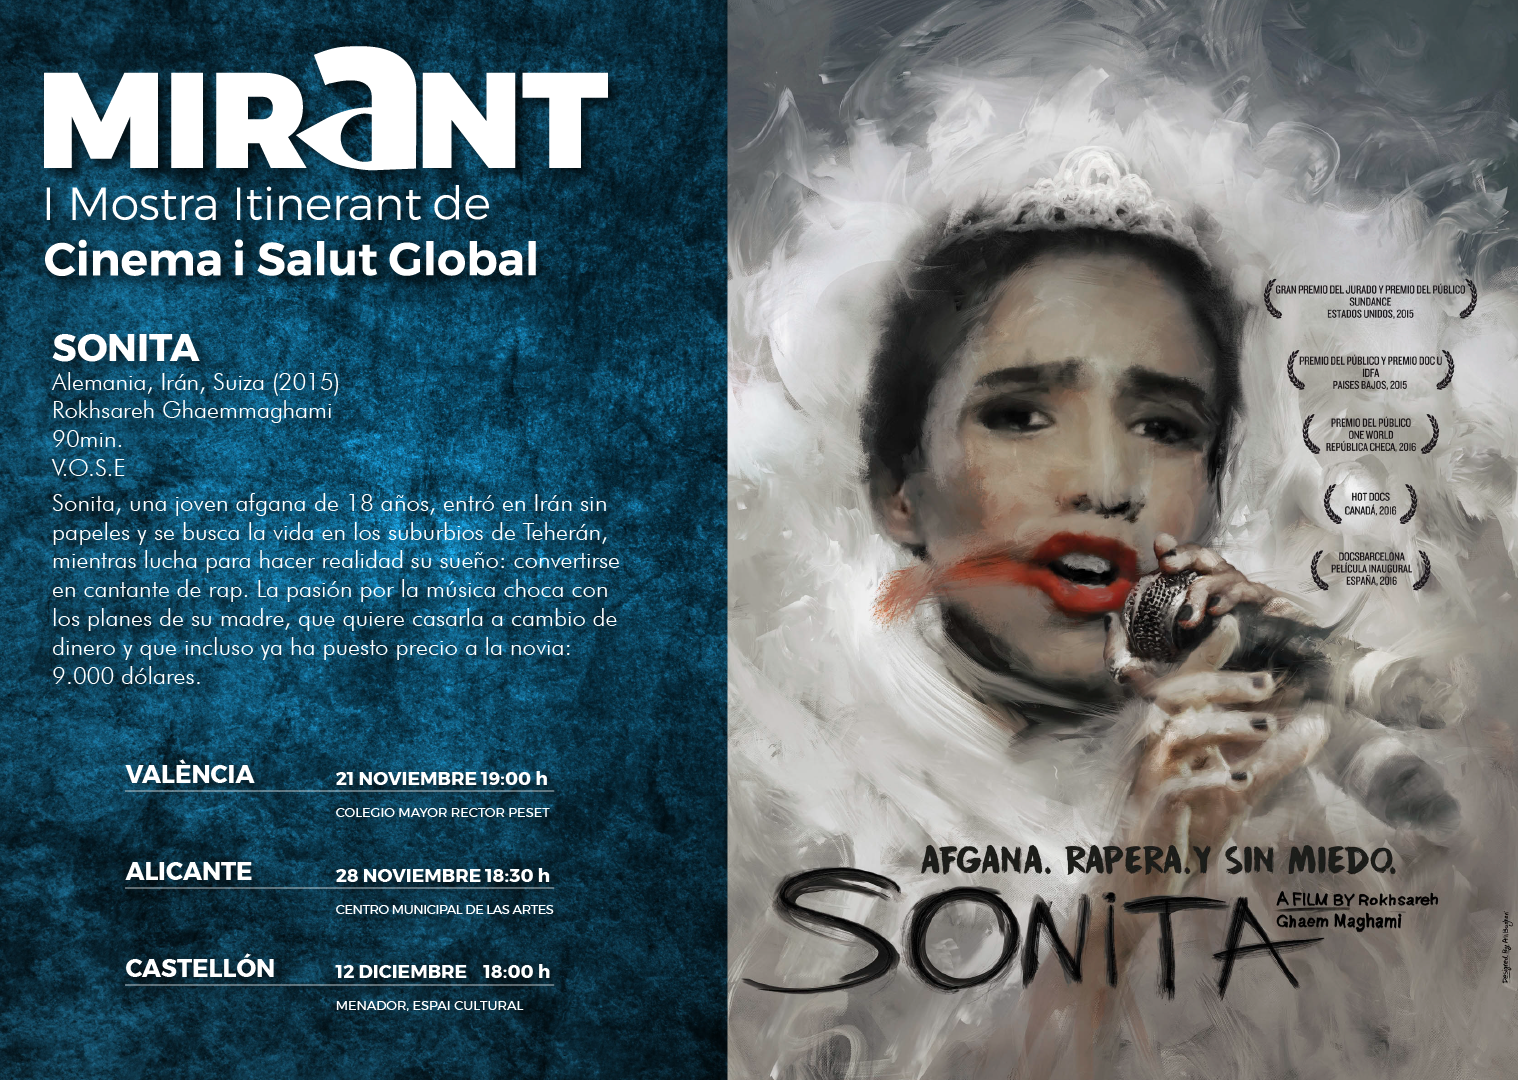 MIRANT
I Mostra Itinerant de
Cinema i Salut Global
SONITA
Alemania, Irán, Suiza (2015)
Rokhsareh Ghaemmaghami
90min.
V.O.S.E
Sonita, una joven afgana de 18 años, entró en Irán sin
papeles y se busca la vida en los suburbios de Teherán,
mientras lucha para hacer realidad su sueño: convertirse
en cantante de rap. La pasión por la música choca con
los planes de su madre, que quiere casarla a cambio de
dinero y que incluso ya ha puesto precio a la novia:
9.000 dólares.
VALÈNCIA 21 NOVIEMBRE 19:00 h
COLEGIO MAYOR RECTOR PESET
ALICANTE 28 NOVIEMBRE 18:30 h
CENTRO MUNICIPAL DE LAS ARTES
CASTELLÓN 12 DICIEMBRE 18:00 h
MENADOR, ESPAI CULTURAL
GRAN PREMIO DEL JURADO Y PREMIO DEL PÚBLICO
SUNDANCE
ESTADOS UNIDOS, 2015
PREMIO DEL PÚBLICO Y PREMIO DOC U
IDFA
PAISES BAJOS, 2015
PREMIO DEL PÚBLICO
ONE WORLD
REPÚBLICA CHECA, 2016
HOT DOCS
CANADÁ, 2016
DOCSBARCELONA
PELÍCULA INAUGURAL
ESPAÑA, 2016
AFGANA. RAPERA. Y SIN MIEDO.
SONITA
A FILM BY Rokhsareh
Ghaem Maghami
Designed By